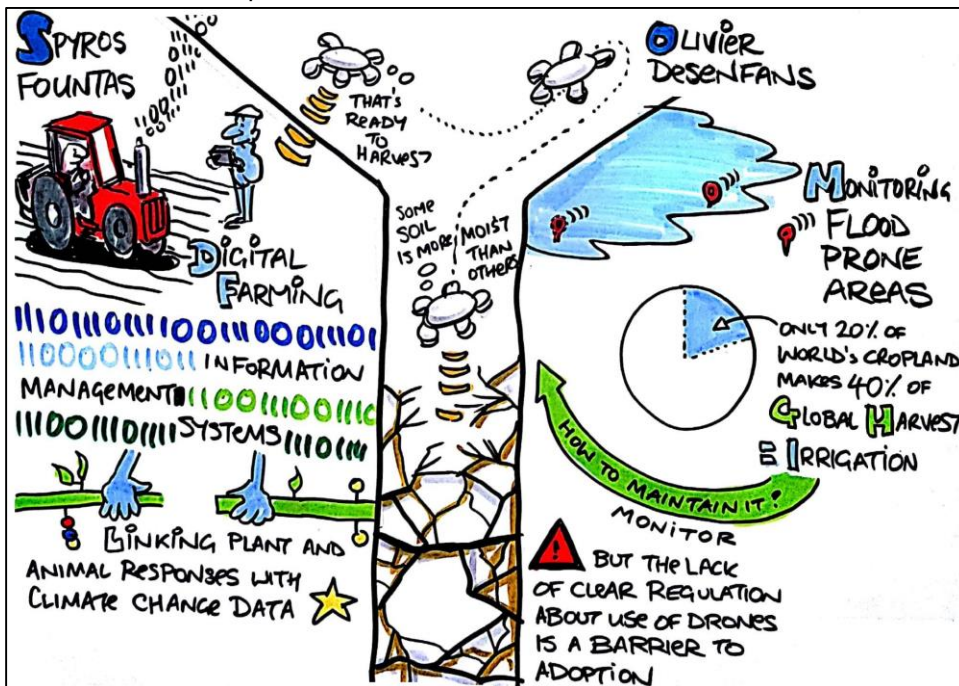 SPYROS
FOUNTAS
THAT'S
READY
TO
HARVEST
DIGITAL
FARMING
INFORMATION
MANAGEMENT
SYSTEMS
LINKING PLANT AND
ANIMAL RESPONSES WITH
CLIMATE CHANGE DATA
SOME
SOIL
IS MORE
MOIST
THAN
OTHERS
OLIVIER
DESENFANS
MONITORING
FLOOD
PRONE
AREAS
ONLY 20% OF
WORLD'S CROPLAND
MAKES 40% OF
GLOBAL HARVEST
= IRRIGATION
HOW TO MAINTAIN IT?
MONITOR
! BUT THE LACK
OF CLEAR REGULATION
ABOUT USE OF DRONES
IS A BARRIER TO
ADOPTION